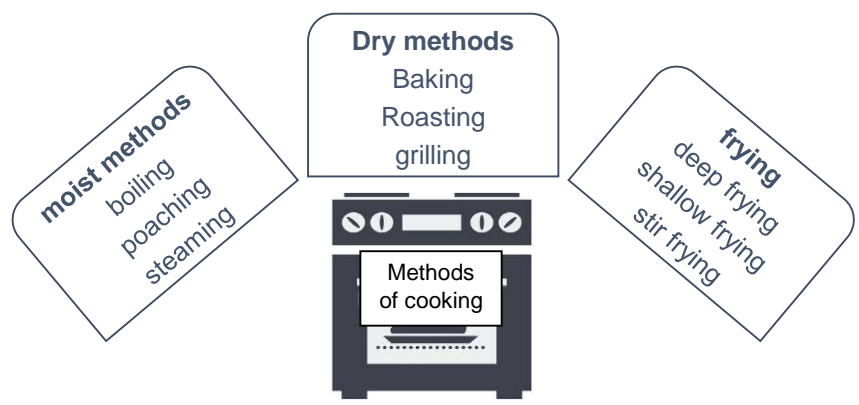 moist methods
boiling
poaching
steaming
Dry methods
Baking
Roasting
grilling
frying
deep frying
shallow frying
stir frying
Methods
of cooking